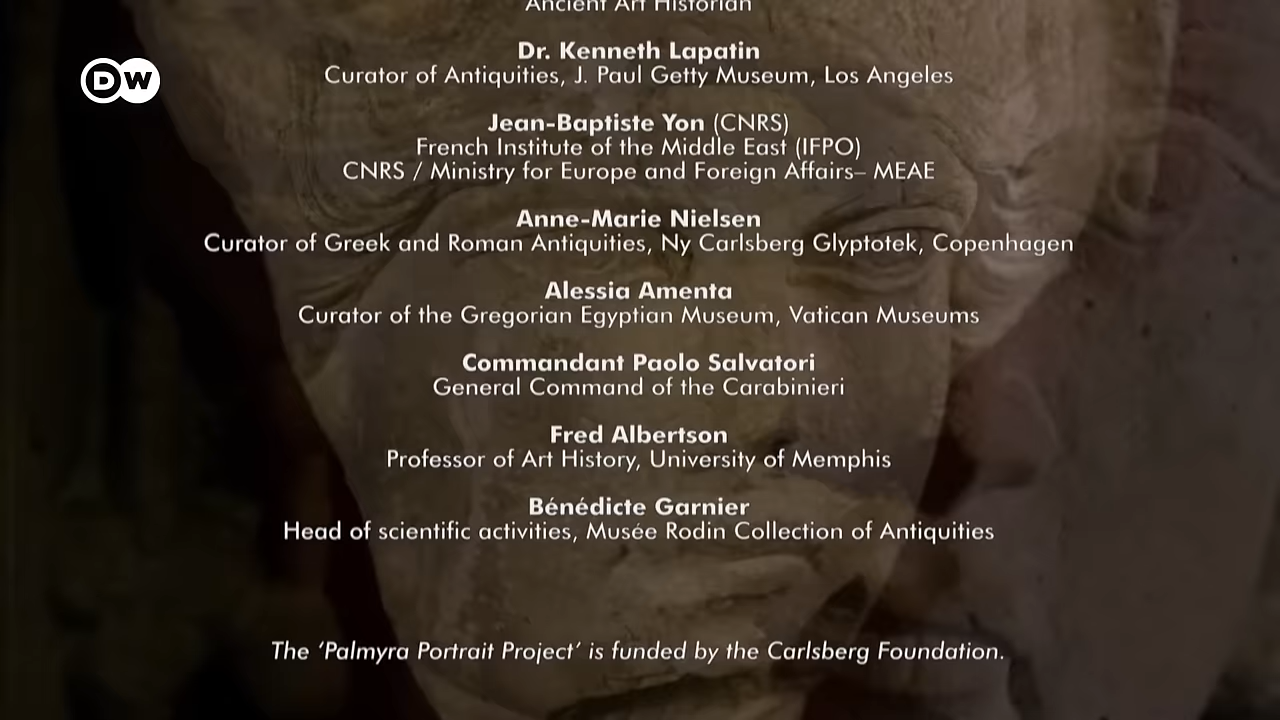 Ancient Art Historian
DW
Dr. Kenneth Lapatin
Curator of Antiquities, J. Paul Getty Museum, Los Angeles
Jean-Baptiste Yon (CNRS)
French Institute of the Middle East (IFPO)
CNRS / Ministry for Europe and Foreign Affairs– MEAE
Anne-Marie Nielsen
Curator of Greek and Roman Antiquities, Ny Carlsberg Glyptotek, Copenhagen
Alessia Amenta
Curator of the Gregorian Egyptian Museum, Vatican Museums
Commandant Paolo Salvatori
General Command of the Carabinieri
Fred Albertson
Professor of Art History, University of Memphis
Bénédicte Garnier
Head of scientific activities, Musée Rodin Collection of Antiquities
The ‘Palmyra Portrait Project’ is funded by the Carlsberg Foundation.